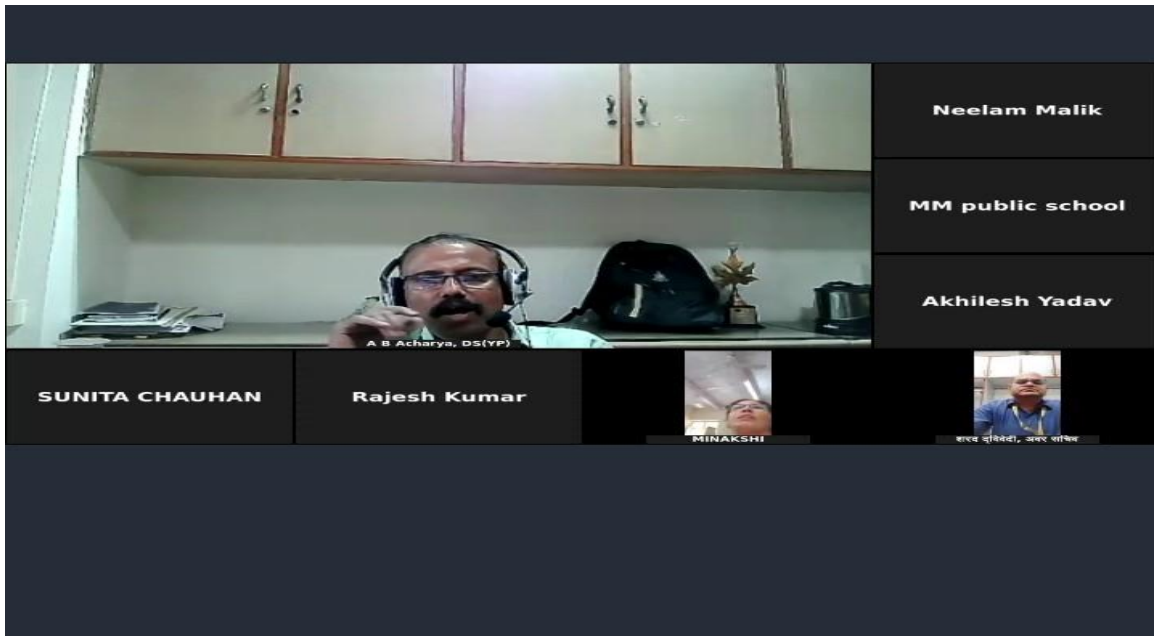 Neelam Malik
MM public school
A B Acharya, DS(YP)
Akhilesh Yadav
SUNITA CHAUHAN
Rajesh Kumar
MINAKSHI
शरद द्विवेदी, अवर सचिव